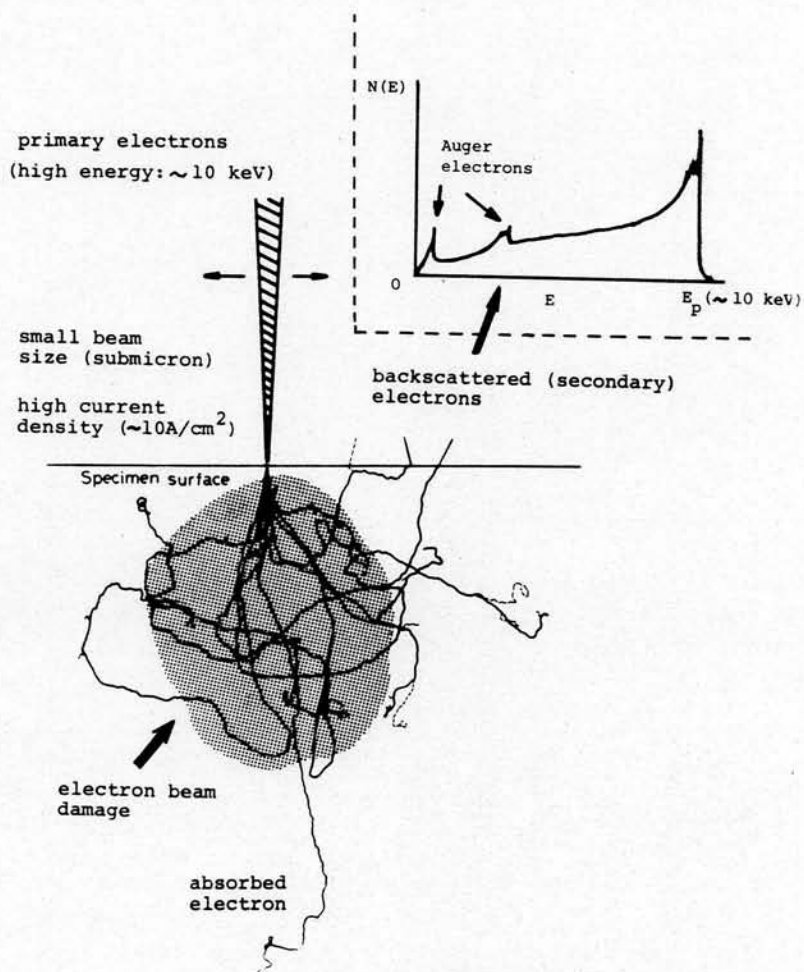 primary electrons
(high energy:~10 keV)
small beam
size (submicron)
high current
density (~10A/cm²)
N(E)
Auger
electrons
0
E
Ep (~10 keV)
backscattered (secondary)
electrons
Specimen surface
electron beam
damage
absorbed
electron